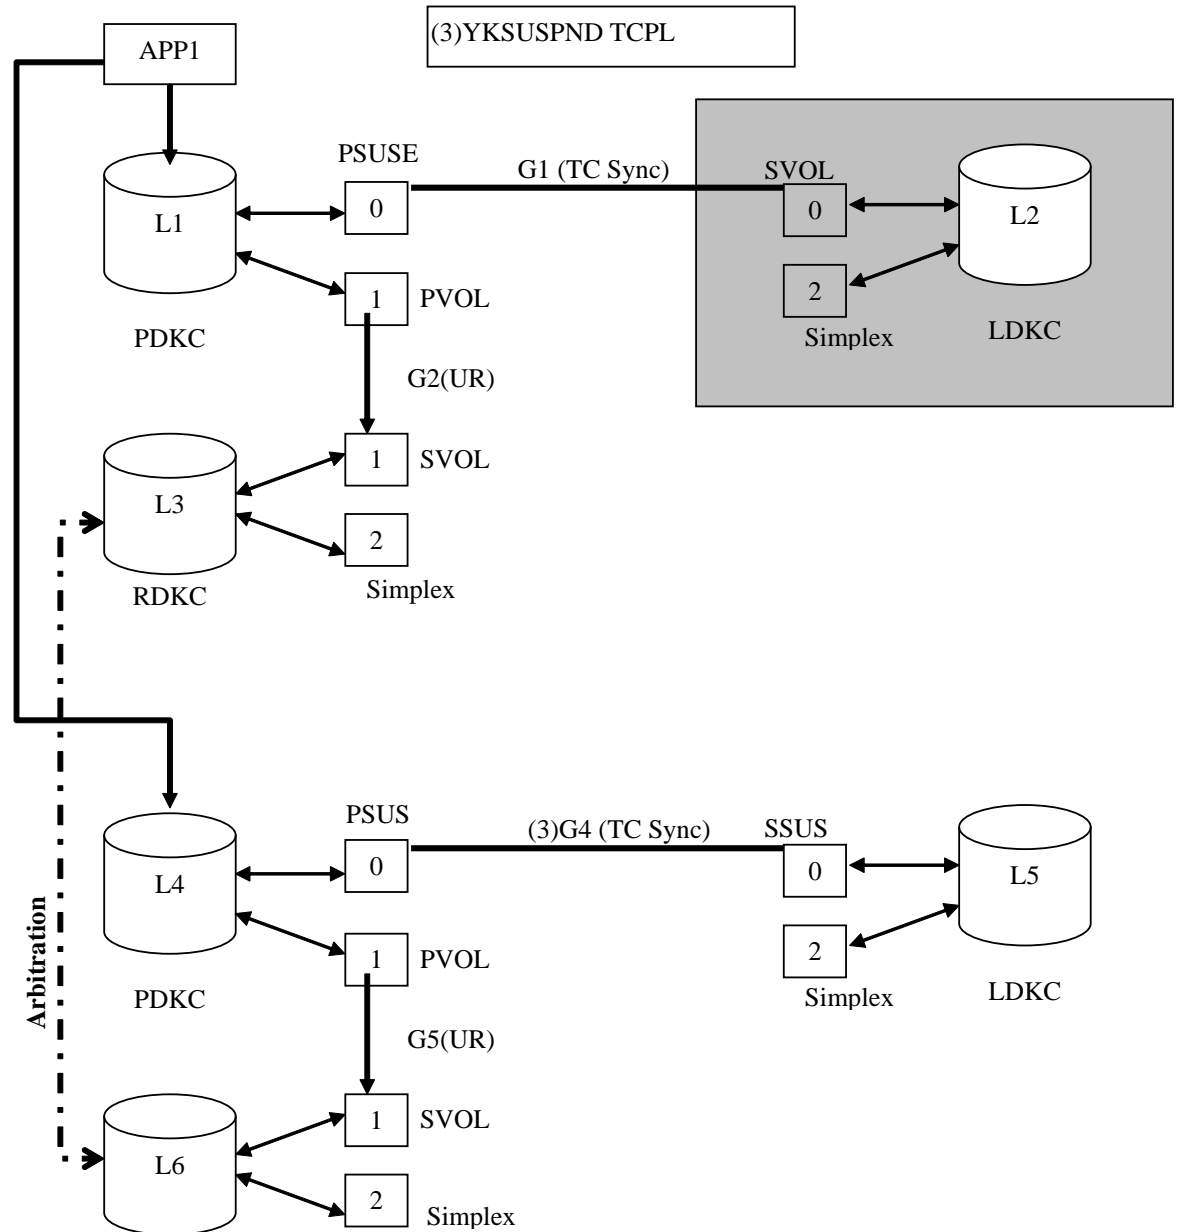 (3)YKSUSPND TCPL
APP1
PSUSE
G1 (TC Sync)
SVOL
L1
0
0
L2
1
PVOL
2
PDKC
Simplex
LDKC
G2(UR)
L3
1
SVOL
2
RDKC
Simplex
PSUS
(3)G4 (TC Sync)
SSUS
L4
0
0
L5
Arbitration
1
PVOL
2
PDKC
Simplex
LDKC
G5(UR)
1
SVOL
L6
2
Simplex